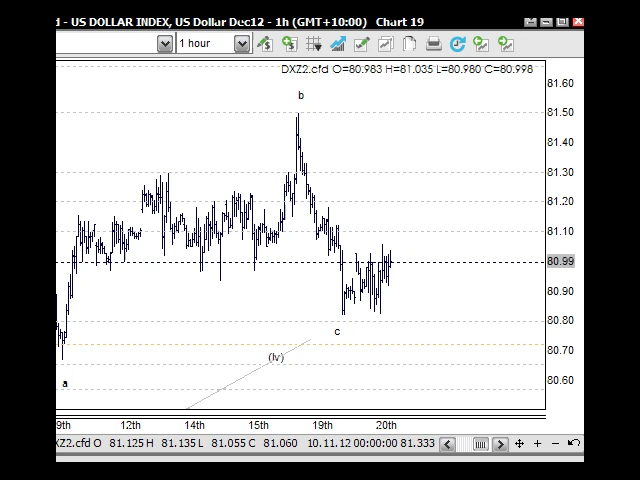 d - US DOLLAR INDEX, US Dollar Dec12 - 1h (GMT+10:00) Chart 19
1 hour
DXZ2.cfd O=80.983 H=81.035 L=80.980 C=80.998
b
81.60
81.50
81.40
81.30
81.20
81.10
80.99
80.90
80.80
c
80.70
(iv)
a
80.60
9th 12th 14th 15th 19th 20th
XZ2.cfd O 81.125 H 81.135 L 81.055 C 81.060 10.11.12 00:00:00 81.333